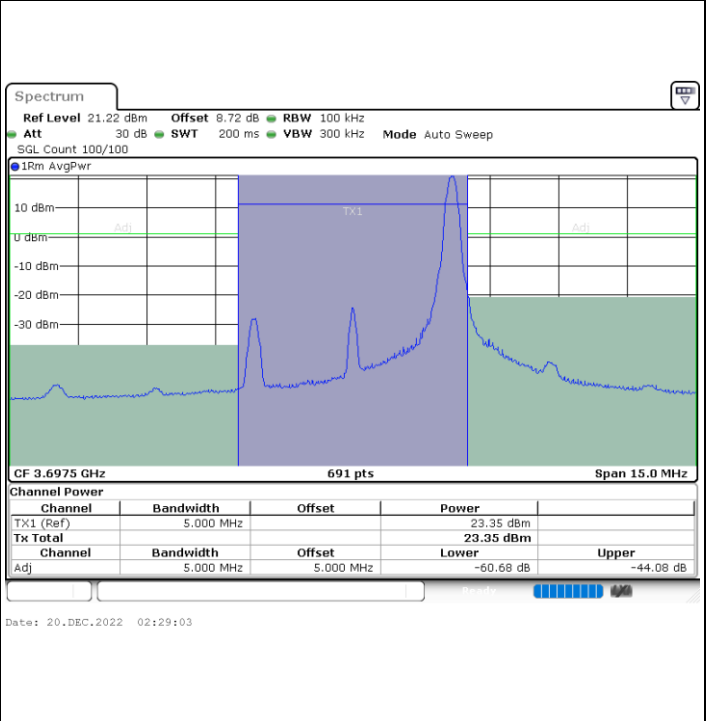 Spectrum
Ref Level 21.22 dBm Offset 8.72 dB RBW 100 kHz
Att 30 dB SWT 200 ms VBW 300 kHz Mode Auto Sweep
SGL Count 100/100
1Rm AvgPwr
TX1
10 dBm
Adj Adj
0 dBm
-10 dBm
-20 dBm
-30 dBm
CF 3.6975 GHz 691 pts Span 15.0 MHz
Channel Power
Channel Bandwidth Offset Power
TX1 (Ref) 5.000 MHz 23.35 dBm
Tx Total 23.35 dBm
Channel Bandwidth Offset Lower Upper
Adj 5.000 MHz 5.000 MHz -60.68 dB -44.08 dB
Ready
Date: 20.DEC.2022 02:29:03